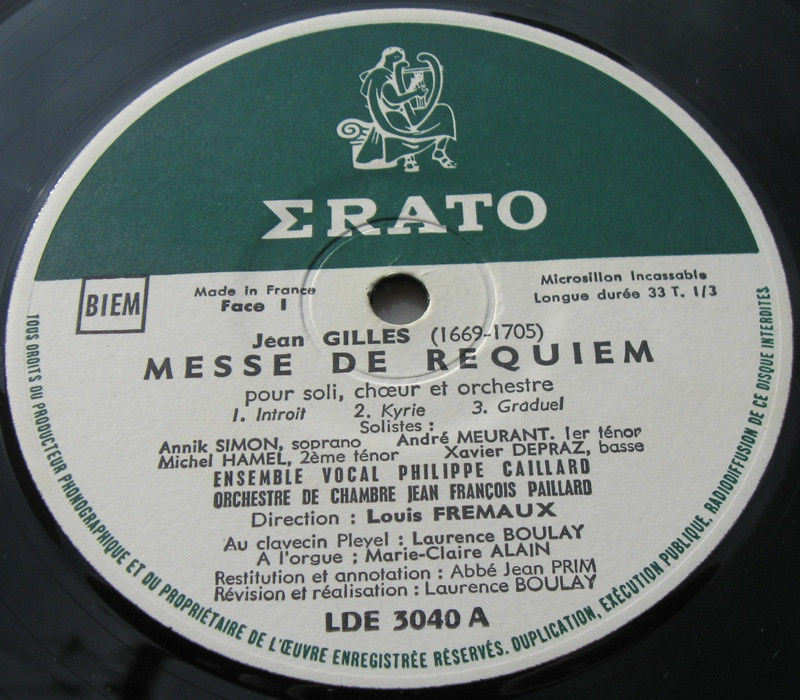 ΣRATO
BIEM
Made in France
Face 1
Microsillon Incassable
Longue durée 33 T. 1/3
Jean GILLES (1669-1705)
MESSE DE REQUIEM
pour soli, chœur et orchestre
1. Introit 2. Kyrie 3. Graduel
Solistes :
Annik SIMON, soprano André MEURANT. 1er ténor
Michel HAMEL, 2ème ténor Xavier DEPRAZ, basse
ENSEMBLE VOCAL PHILIPPE CAILLARD
ORCHESTRE DE CHAMBRE JEAN FRANÇOIS PAILLARD
Direction : Louis FREMAUX
Au clavecin Pleyel : Laurence BOULAY
A l'orgue ; Marie-Claire ALAIN
Restitution et annotation : Abbé Jean PRIM
Révision et réalisation : Laurence BOULAY
LDE 3040 A
TOUS DROITS DU PRODUCTEUR PHONOGRAPHIQUE ET DU PROPRIÉTAIRE DE L'ŒUVRE ENREGISTRÉE RÉSERVÉS. DUPLICATION, EXÉCUTION PUBLIQUE, RADIODIFFUSION DE CE DISQUE INTERDITES